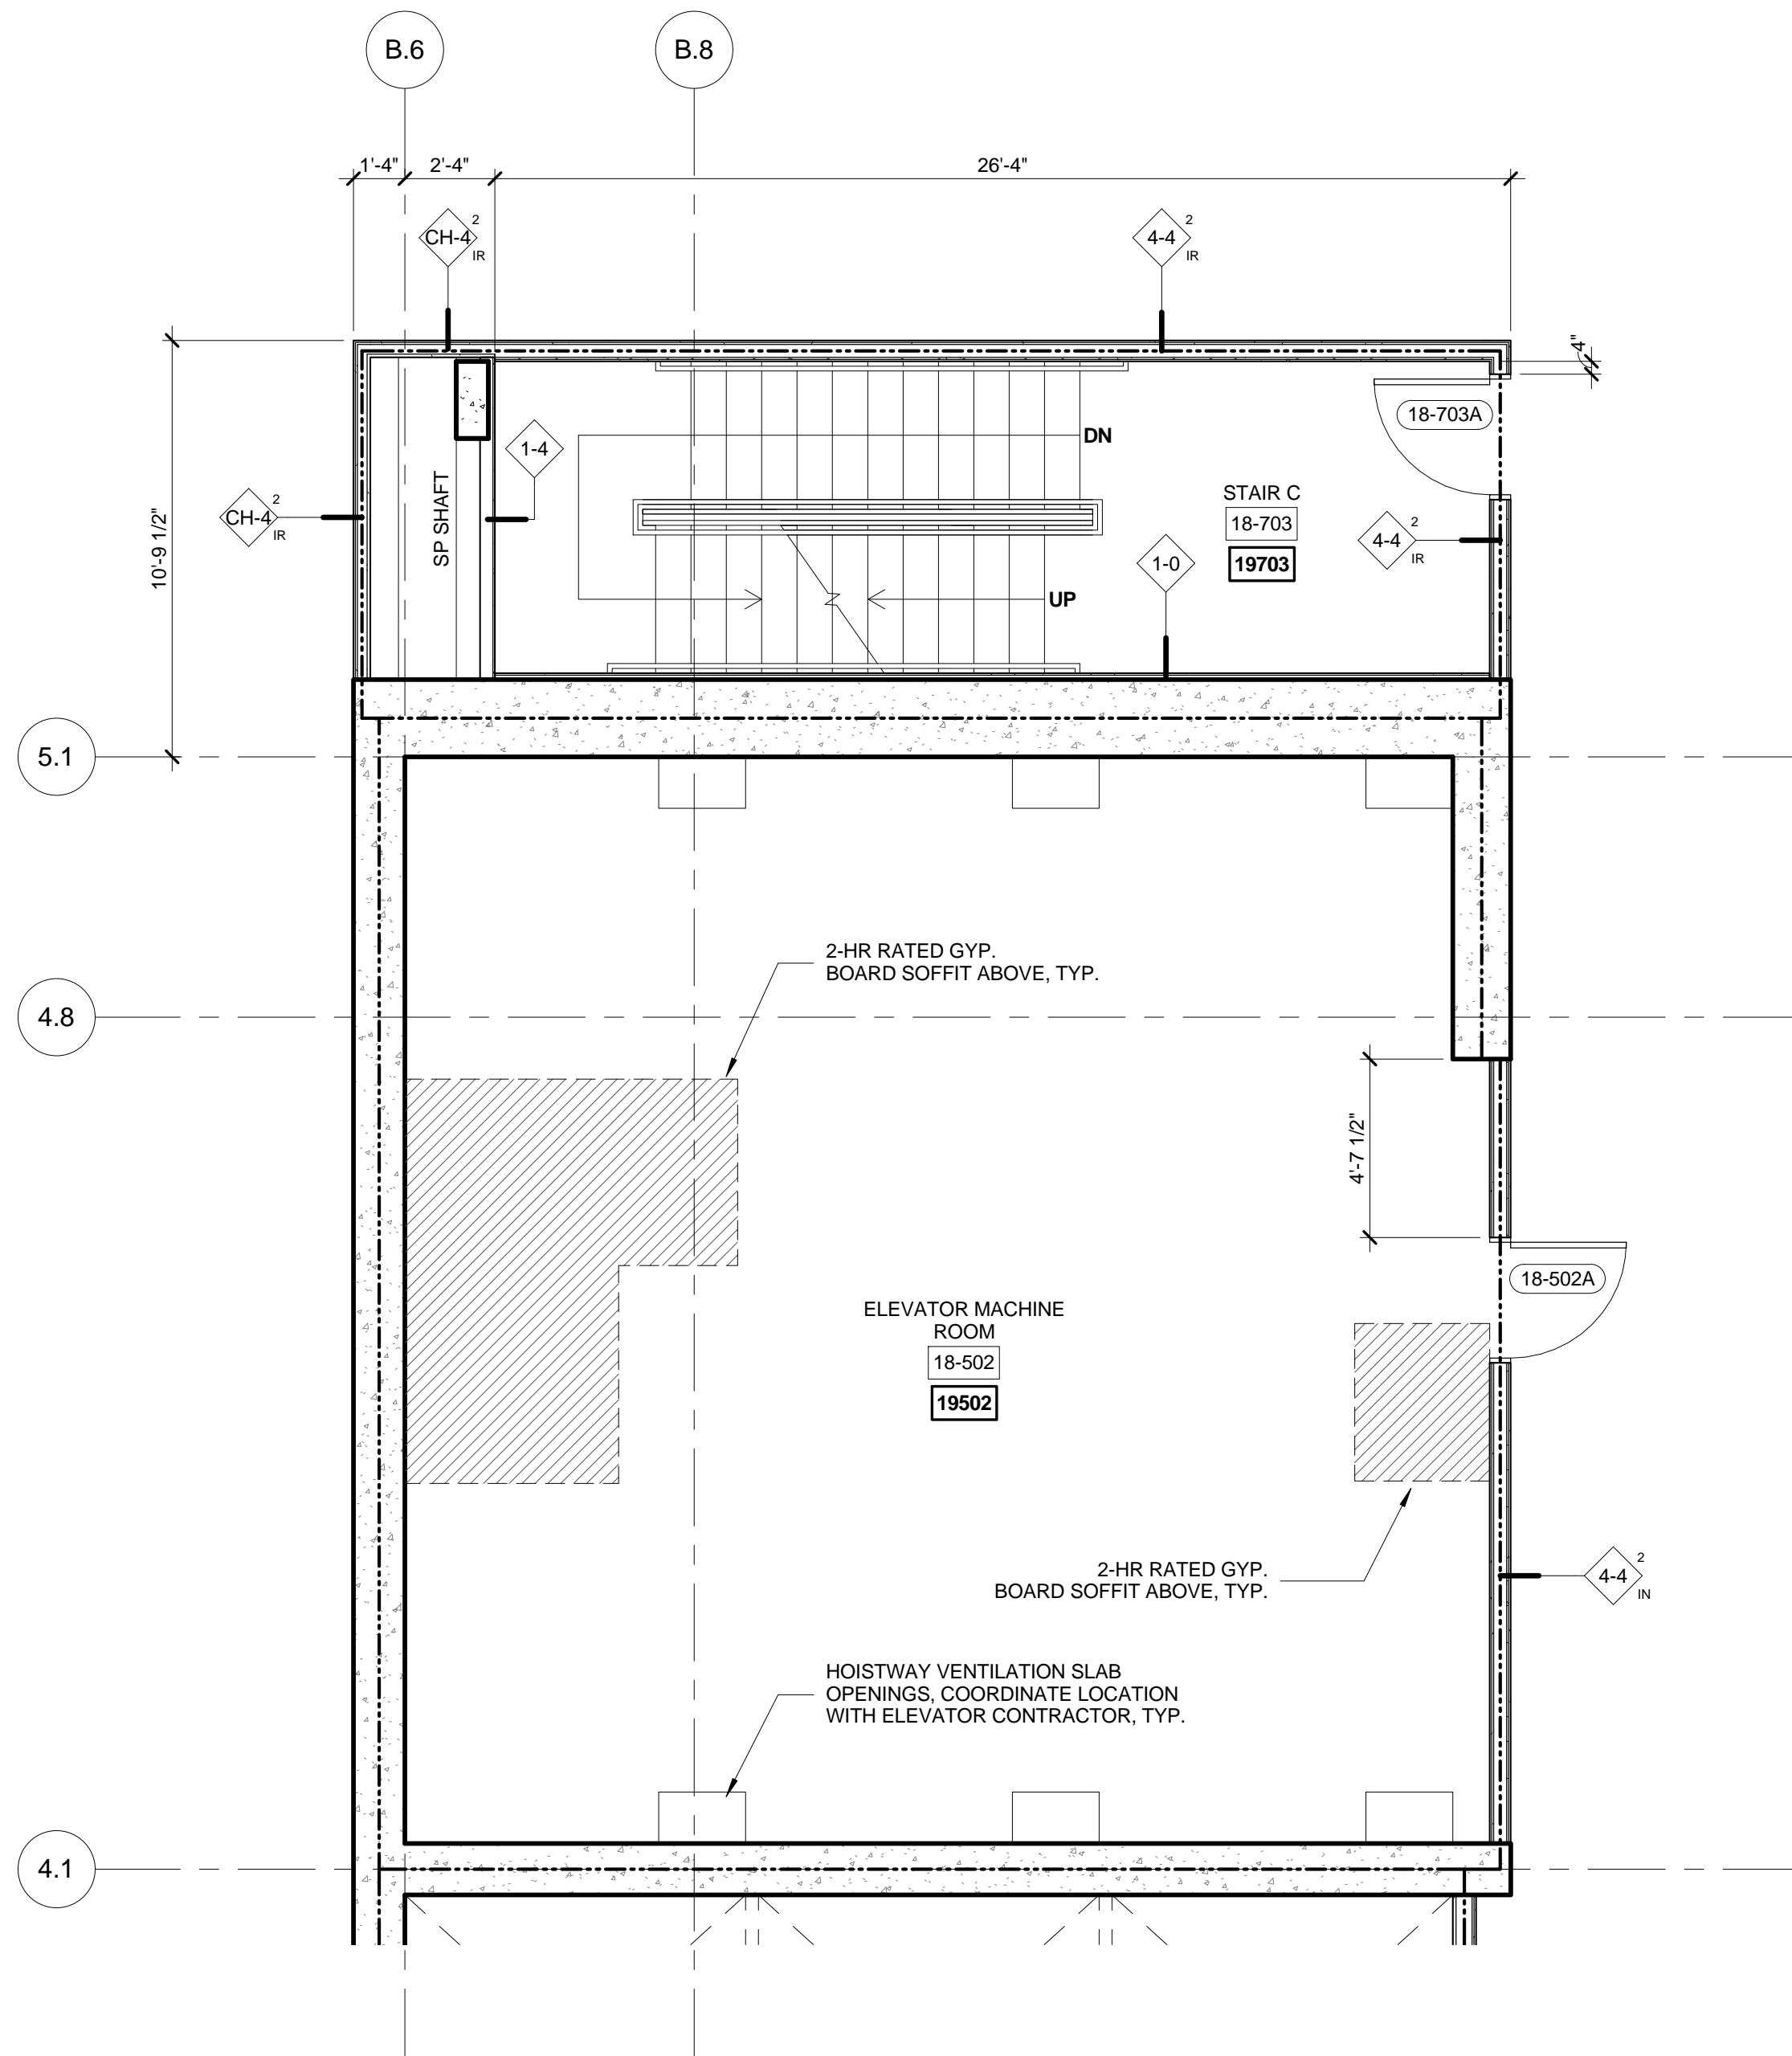 B.6
B.8
1'-4"
2'-4"
26'-4"
CH-4
2
IR
4-4
2
IR
10'-9 1/2"
4"
18-703A
DN
1-4
SP SHAFT
STAIR C
18-703
19703
CH-4
2
IR
4-4
2
IR
1-0
UP
5.1
2-HR RATED GYP.
BOARD SOFFIT ABOVE, TYP.
4.8
4'-7 1/2"
18-502A
ELEVATOR MACHINE
ROOM
18-502
19502
2-HR RATED GYP.
BOARD SOFFIT ABOVE, TYP.
4-4
2
IN
HOISTWAY VENTILATION SLAB
OPENINGS, COORDINATE LOCATION
WITH ELEVATOR CONTRACTOR, TYP.
4.1